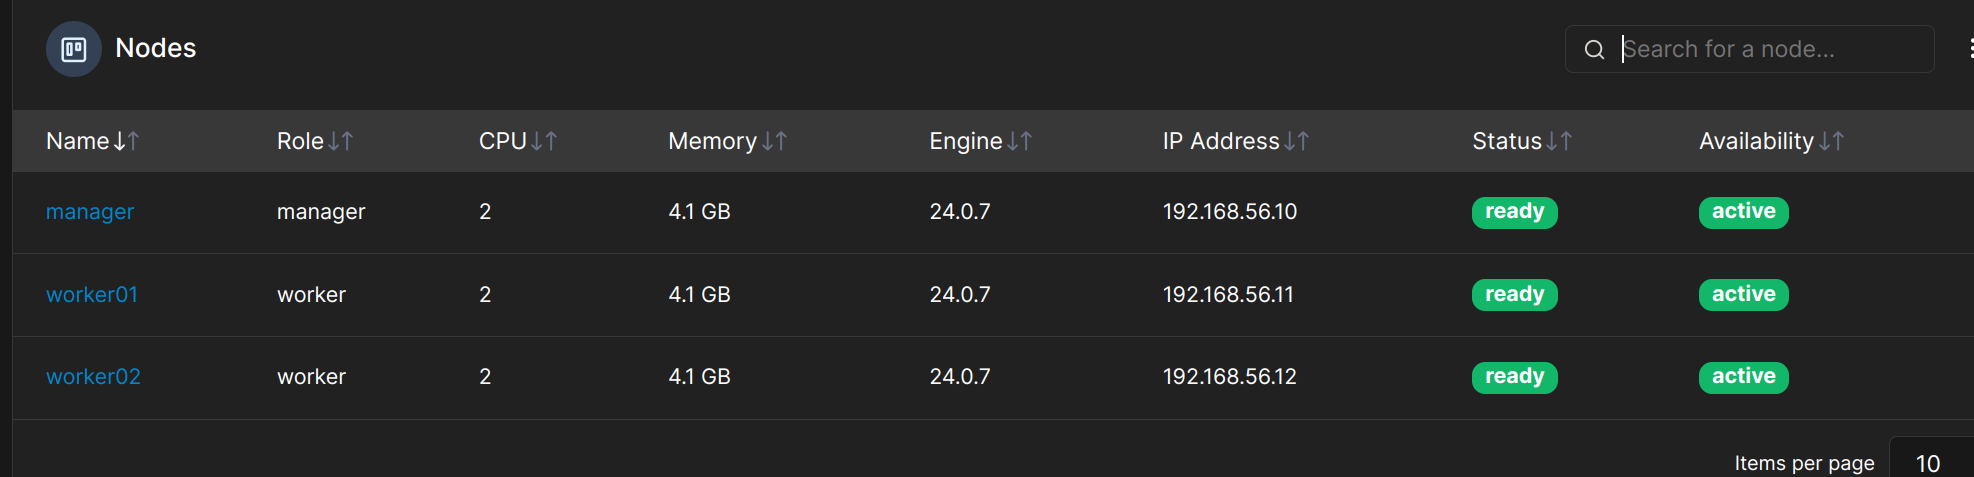 Nodes
Search for a node...
Name Role CPU Memory Engine IP Address Status Availability
manager manager 2 4.1 GB 24.0.7 192.168.56.10 ready active
worker01 worker 2 4.1 GB 24.0.7 192.168.56.11 ready active
worker02 worker 2 4.1 GB 24.0.7 192.168.56.12 ready active
Items per page 10